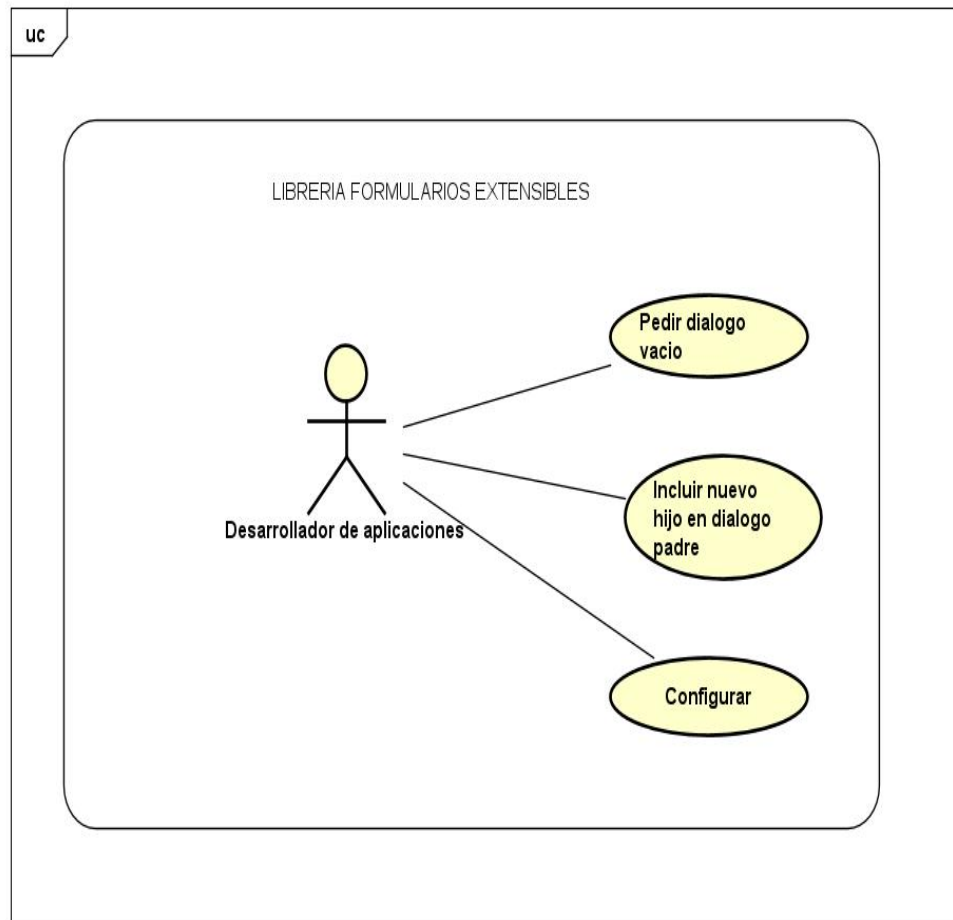 uc
LIBRERIA FORMULARIOS EXTENSIBLES
Pedir dialogo
vacio
Incluir nuevo
hijo en dialogo
padre
Desarrollador de aplicaciones
Configurar